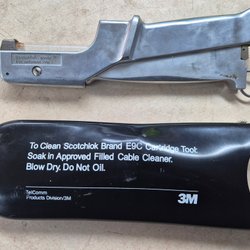 To Clean Scotchlok Brand E9C Cartridge Tool:
Soak in Approved Filled Cable Cleaner.
Blow Dry. Do Not Oil.
TelComm
Products Division/3M
3M